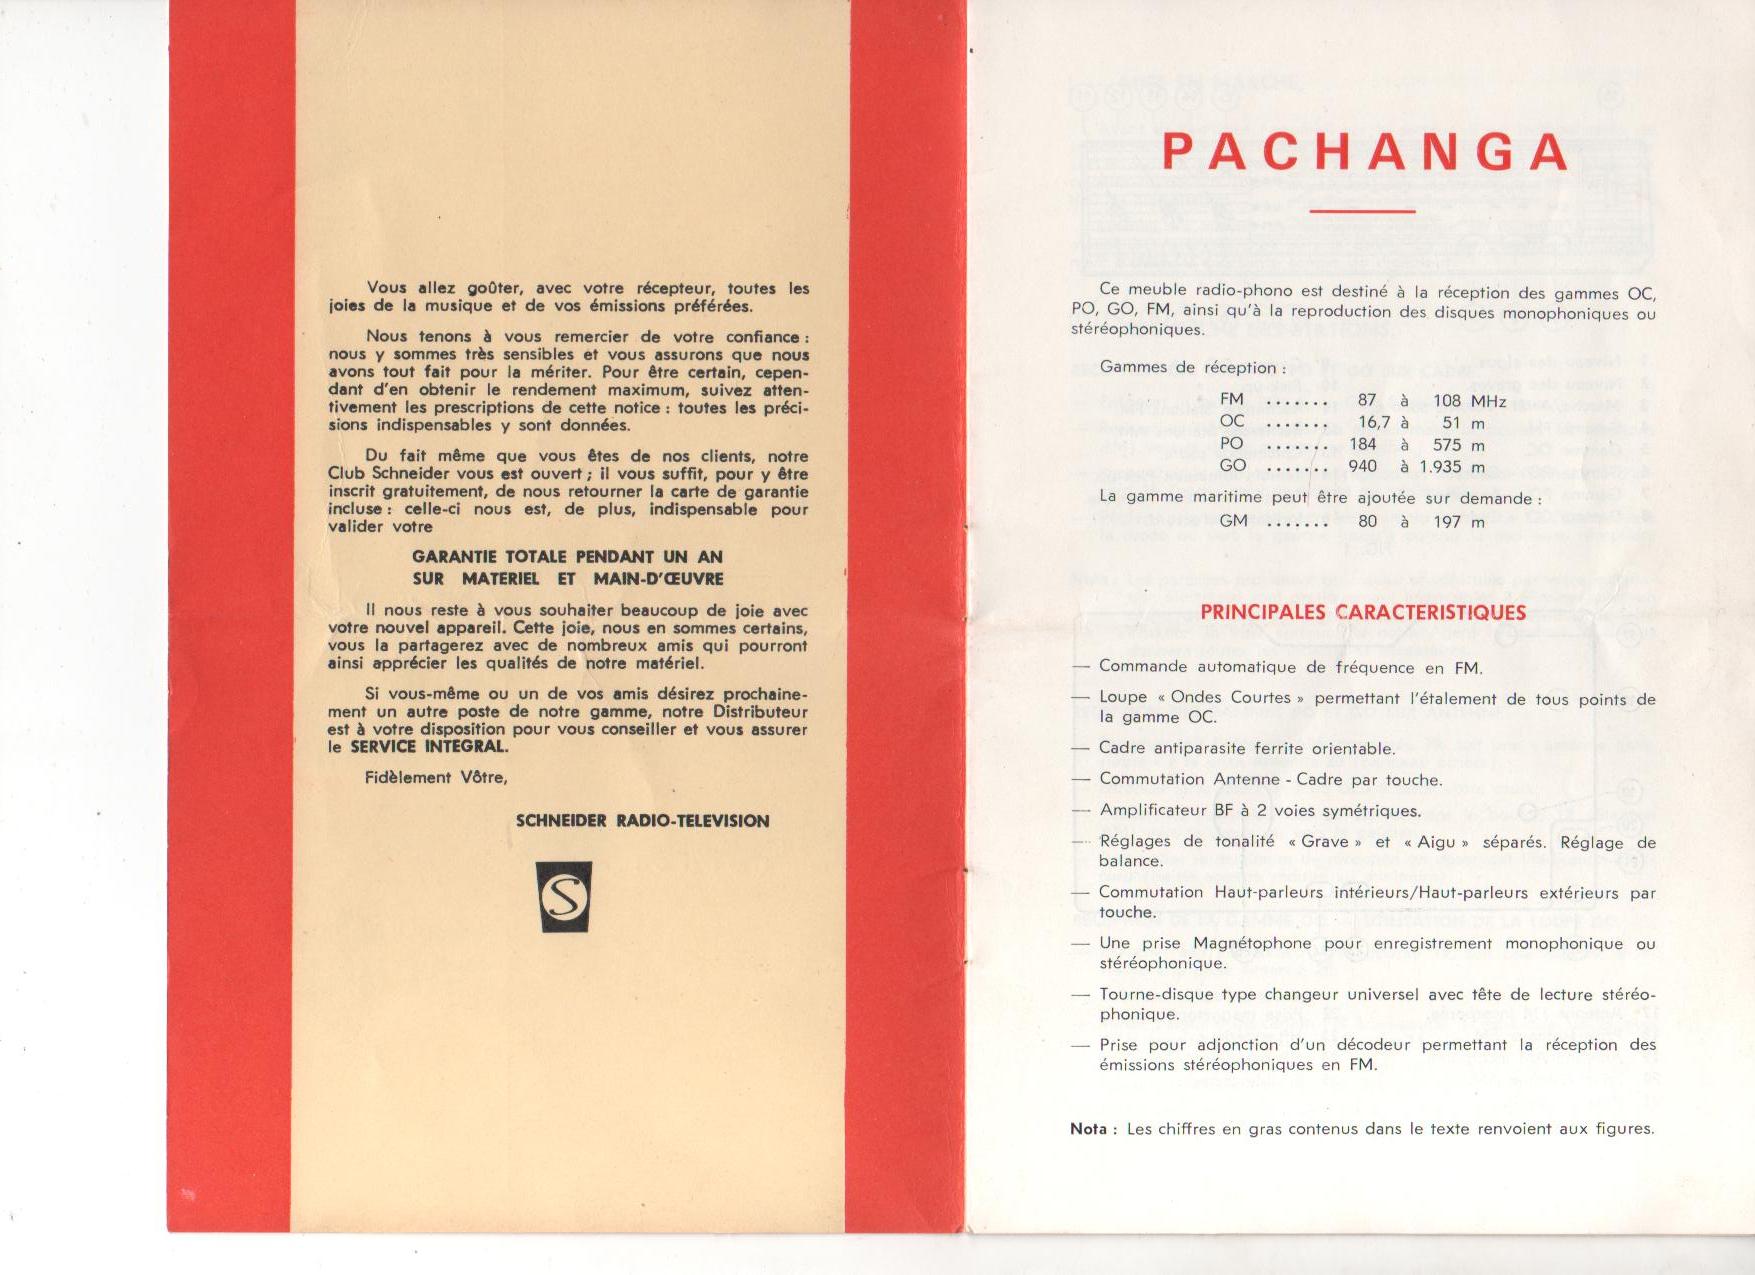 Vous allez goûter, avec votre récepteur, toutes les
joies de la musique et de vos émissions préférées.
Nous tenons à vous remercier de votre confiance :
nous y sommes très sensibles et vous assurons que nous
avons tout fait pour la mériter. Pour être certain, cepen-
dant d'en obtenir le rendement maximum, suivez atten-
tivement les prescriptions de cette notice : toutes les préci-
sions indispensables y sont données.
Du fait même que vous êtes de nos clients, notre
Club Schneider vous est ouvert ; il vous suffit, pour y être
inscrit gratuitement, de nous retourner la carte de garantie
incluse : celle-ci nous est, de plus, indispensable pour
valider votre
GARANTIE TOTALE PENDANT UN AN
SUR MATERIEL ET MAIN-D'ŒUVRE
Il nous reste à vous souhaiter beaucoup de joie avec
votre nouvel appareil. Cette joie, nous en sommes certains,
vous la partagerez avec de nombreux amis qui pourront
ainsi apprécier les qualités de notre matériel.
Si vous-même ou un de vos amis désirez prochaine-
ment un autre poste de notre gamme, notre Distributeur
est à votre disposition pour vous conseiller et vous assurer
le SERVICE INTEGRAL.
Fidèlement Vôtre,
SCHNEIDER RADIO-TELEVISION
S
PACHANGA
Ce meuble radio-phono est destiné à la réception des gammes OC,
PO, GO, FM, ainsi qu'à la reproduction des disques monophoniques ou
stéréophoniques.
Gammes de réception :
FM ....... 87 à 108 MHz
OC ....... 16,7 à 51 m
PO ....... 184 à 575 m
GO ....... 940 à 1.935 m
La gamme maritime peut être ajoutée sur demande :
GM ....... 80 à 197 m
PRINCIPALES CARACTERISTIQUES
— Commande automatique de fréquence en FM.
— Loupe « Ondes Courtes » permettant l'étalement de tous points de
la gamme OC.
— Cadre antiparasite ferrite orientable.
— Commutation Antenne - Cadre par touche.
— Amplificateur BF à 2 voies symétriques.
— Réglages de tonalité « Grave » et « Aigu » séparés. Réglage de
balance.
— Commutation Haut-parleurs intérieurs/Haut-parleurs extérieurs par
touche.
— Une prise Magnétophone pour enregistrement monophonique ou
stéréophonique.
— Tourne-disque type changeur universel avec tête de lecture stéréo-
phonique.
— Prise pour adjonction d'un décodeur permettant la réception des
émissions stéréophoniques en FM.
Nota : Les chiffres en gras contenus dans le texte renvoient aux figures.